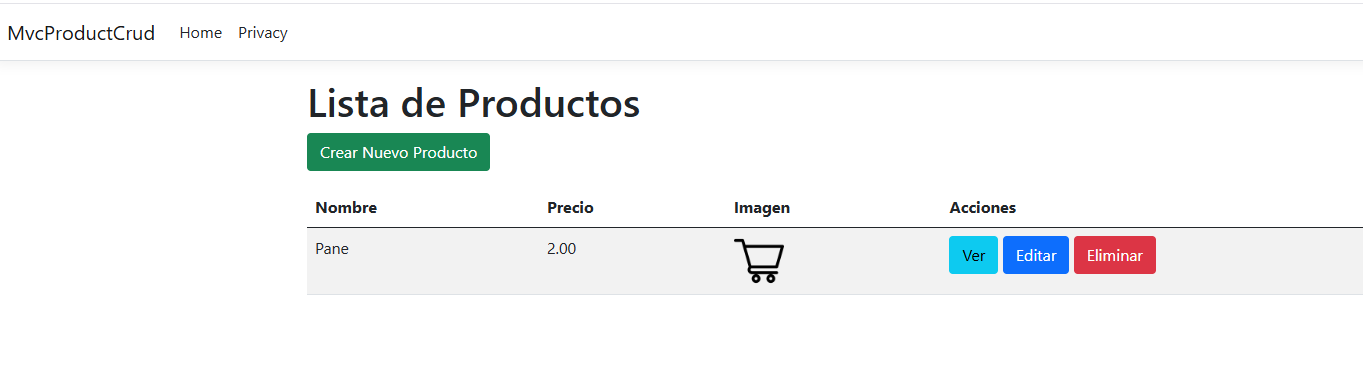 MvcProductCrud Home Privacy
Lista de Productos
Crear Nuevo Producto
Nombre Precio Imagen Acciones
Pane 2.00 Ver Editar Eliminar